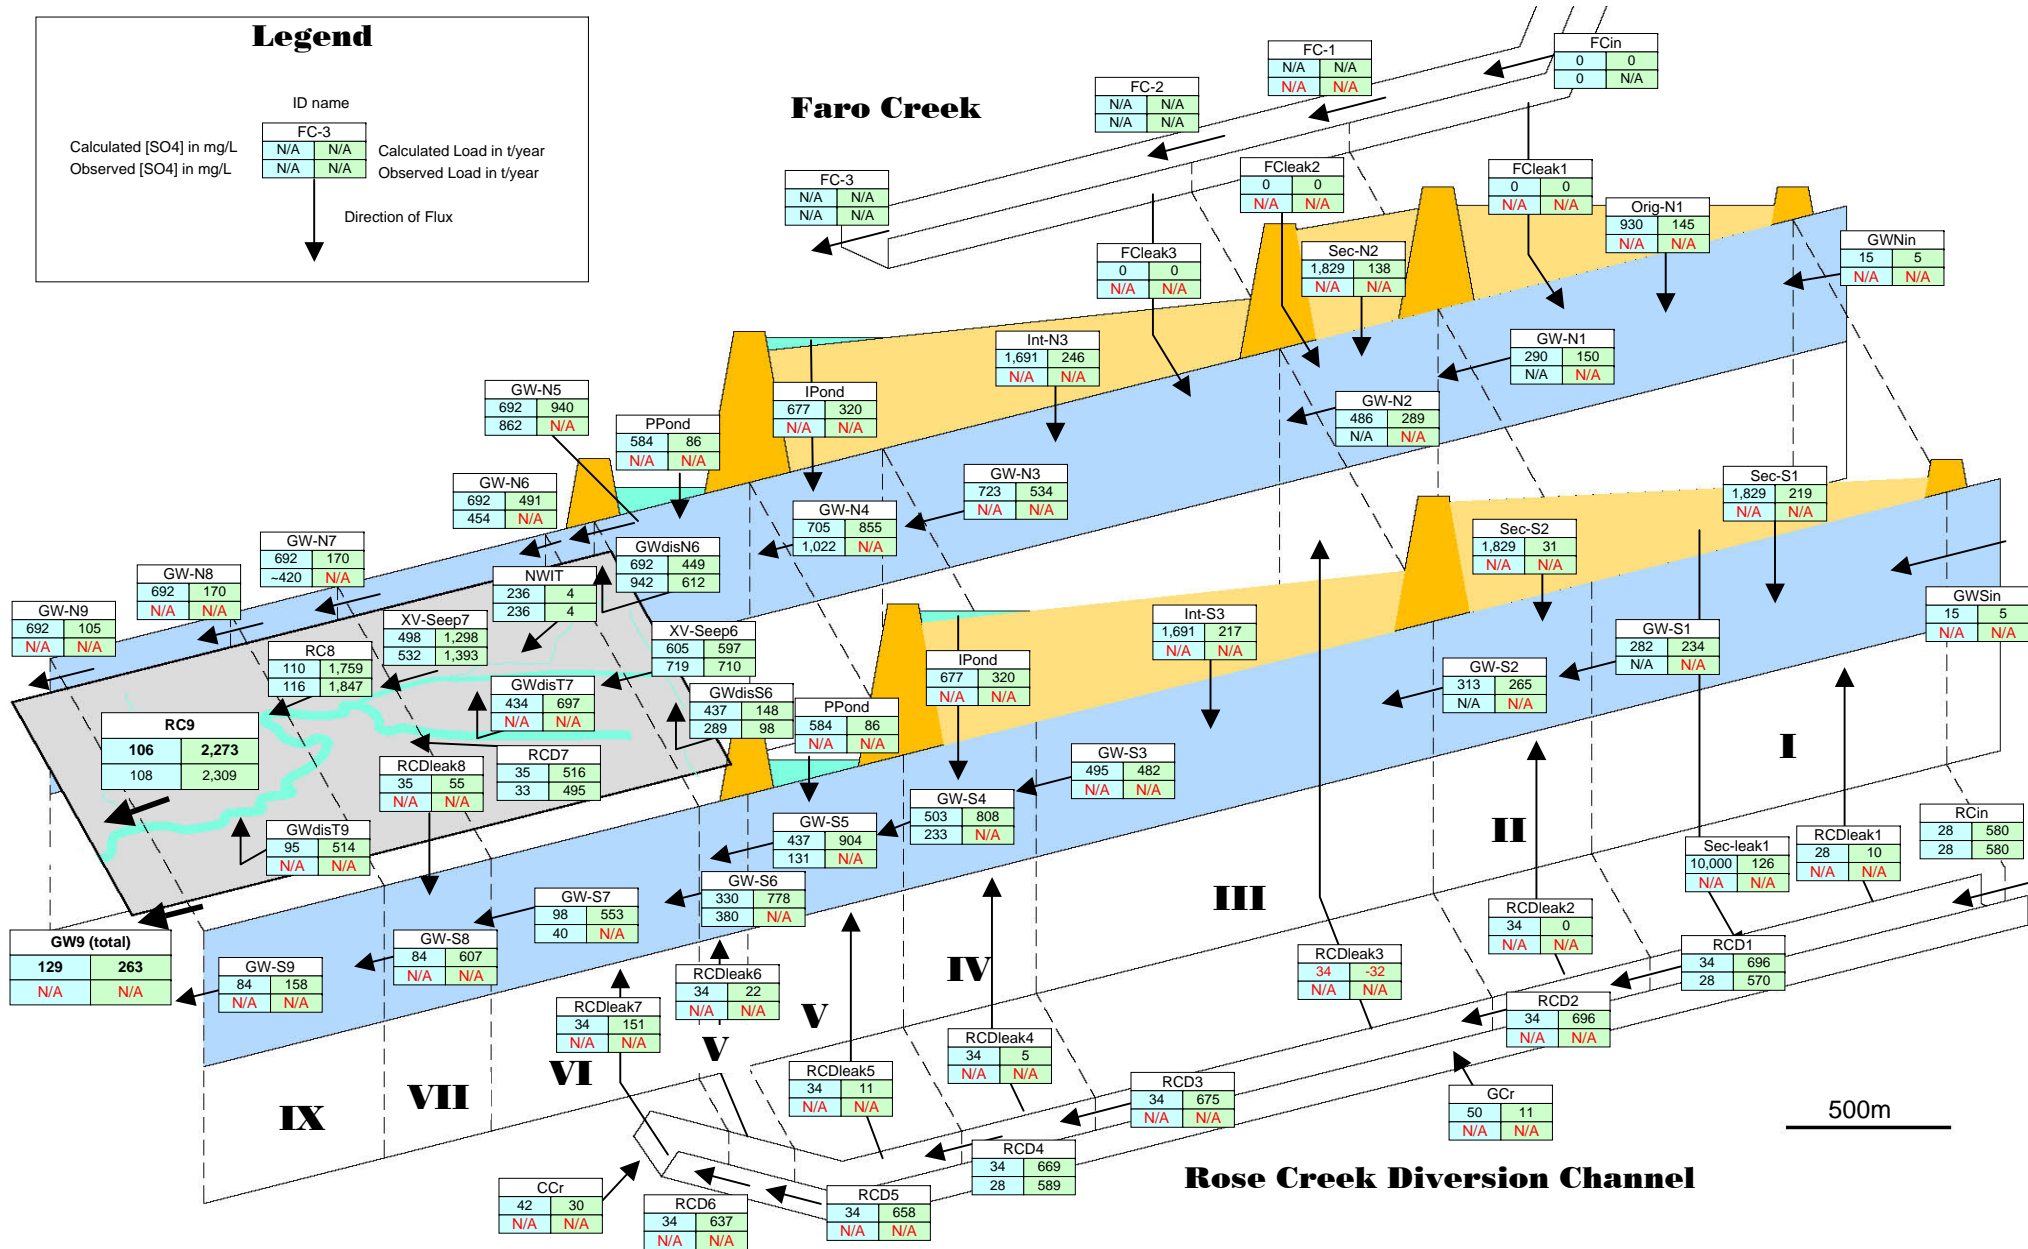 Legend
ID name
FC-3
Calculated [SO4] in mg/L N/A N/A Calculated Load in t/year
Observed [SO4] in mg/L N/A N/A Observed Load in t/year
Direction of Flux
Faro Creek
FCin
0 0
0 N/A
FC-1
N/A N/A
N/A N/A
FC-2
N/A N/A
N/A N/A
FC-3
N/A N/A
N/A N/A
FCleak2
0 0
N/A N/A
FCleak1
0 0
N/A N/A
Orig-N1
930 145
N/A N/A
GWNin
15 5
N/A N/A
FCleak3
0 0
N/A N/A
Sec-N2
1,829 138
N/A N/A
Int-N3
1,691 246
N/A N/A
GW-N1
290 150
N/A N/A
GW-N5
692 940
862 N/A
IPond
677 320
N/A N/A
GW-N2
486 289
N/A N/A
PPond
584 86
N/A N/A
GW-N6
692 491
454 N/A
GW-N3
723 534
N/A N/A
Sec-S1
1,829 219
N/A N/A
GW-N4
705 855
1,022 N/A
GW-N7
692 170
~420 N/A
GWdisN6
692 449
942 612
Sec-S2
1,829 31
N/A N/A
GW-N8
692 170
N/A N/A
NWIT
236 4
236 4
GW-N9
692 105
N/A N/A
XV-Seep7
498 1,298
532 1,393
XV-Seep6
605 597
719 710
Int-S3
1,691 217
N/A N/A
GWSin
15 5
N/A N/A
RC8
110 1,759
116 1,847
IPond
677 320
N/A N/A
GW-S1
282 234
N/A N/A
GWdisT7
434 697
N/A N/A
GWdisS6
437 148
289 98
GW-S2
313 265
N/A N/A
RC9
106 2,273
108 2,309
PPond
584 86
N/A N/A
RCD7
35 516
33 495
RCDleak8
35 55
N/A N/A
GW-S3
495 482
N/A N/A
I
GW-S4
503 808
233 N/A
II
GW-S5
437 904
131 N/A
GWdisT9
95 514
N/A N/A
Sec-leak1
10,000 126
N/A N/A
RCDleak1
28 10
N/A N/A
RCin
28 580
28 580
GW-S6
330 778
380 N/A
GW-S7
98 553
40 N/A
III
RCDleak2
34 0
N/A N/A
GW9 (total)
129 263
N/A N/A
GW-S8
84 607
N/A N/A
GW-S9
84 158
N/A N/A
RCDleak6
34 22
N/A N/A
IV
RCDleak3
34 -32
N/A N/A
RCD1
34 696
28 570
RCDleak7
34 151
N/A N/A
V
RCD2
34 696
N/A N/A
V
RCDleak4
34 5
N/A N/A
VI
RCDleak5
34 11
N/A N/A
VII
RCD3
34 675
N/A N/A
GCr
50 11
N/A N/A
IX
500m
RCD4
34 669
28 589
Rose Creek Diversion Channel
CCr
42 30
N/A N/A
RCD6
34 637
N/A N/A
RCD5
34 658
N/A N/A